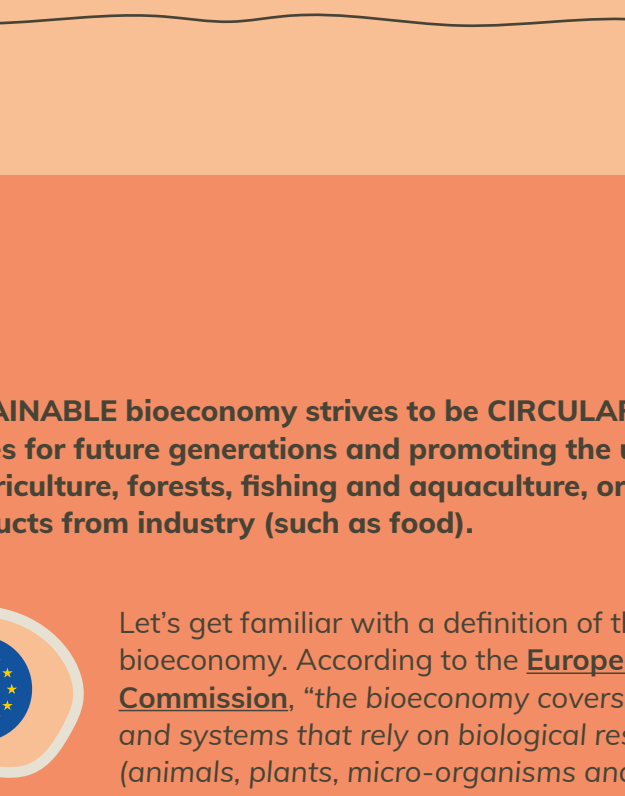 AINABLE bioeconomy strives to be CIRCULAR
es for future generations and promoting the u
riculture, forests, fishing and aquaculture, or
ucts from industry (such as food).
Let’s get familiar with a definition of th
bioeconomy. According to the Europe
Commission, “the bioeconomy covers
and systems that rely on biological res
(animals, plants, micro-organisms and